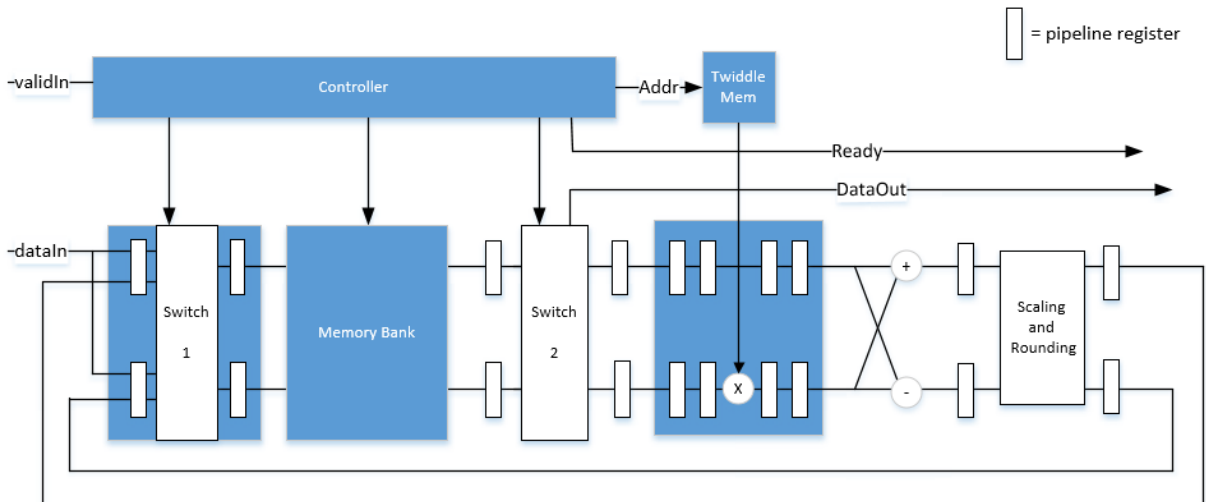 = pipeline register
validIn
Controller
Addr
Twiddle
Mem
Ready
DataOut
dataIn
Switch
1
Memory Bank
Switch
2
X
+
-
Scaling
and
Rounding